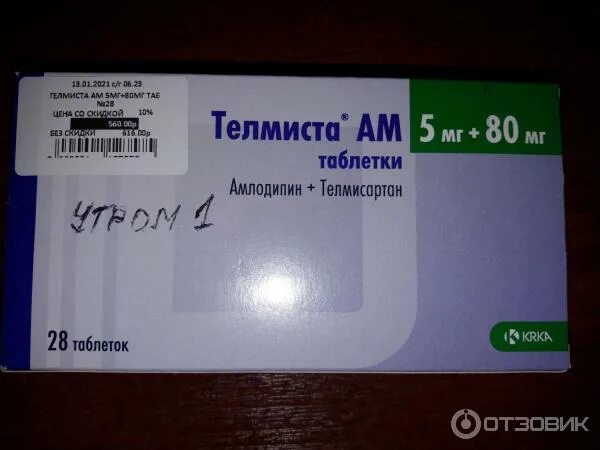 13.01.2021 с/г 06.23
ТЕЛМИСТА АМ 5МГ+80МГ ТАБ
№28
ЦЕНА СО СКИДКОЙ 10%
560.00р
БЕЗ СКИДКИ 616.00р
Телмиста® АМ 5 мг + 80 мг
таблетки
Амлодипин + Телмисартан
УТРОМ 1
28 таблеток
KRKA
ОТЗОВИК